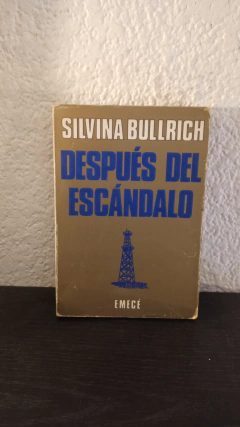 SILVINA BULLRICH
DESPUÉS DEL
ESCÁNDALO
EMECÉ